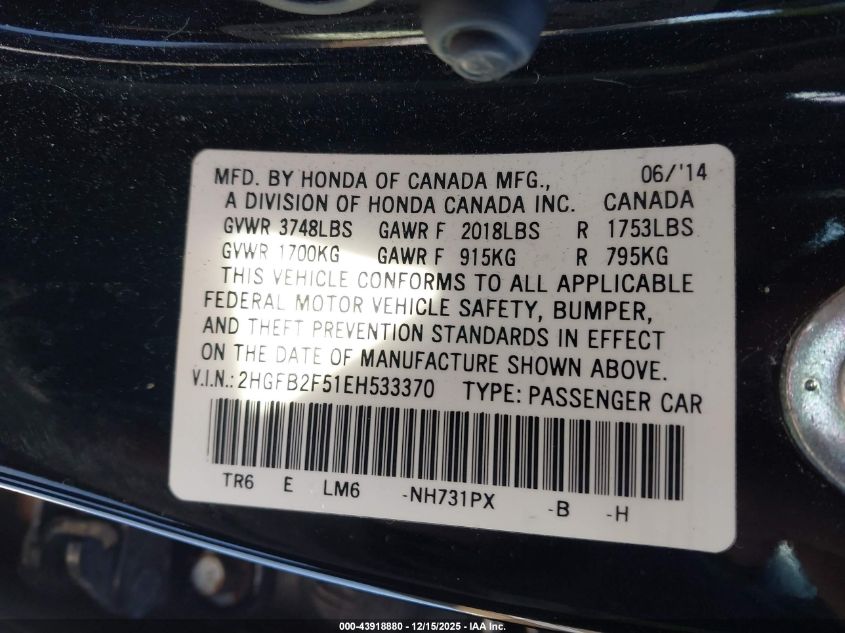 MFD. BY HONDA OF CANADA MFG., 06/'14
A DIVISION OF HONDA CANADA INC. CANADA
GVWR 3748LBS GAWR F 2018LBS R 1753LBS
GVWR 1700KG GAWR F 915KG R 795KG
THIS VEHICLE CONFORMS TO ALL APPLICABLE
FEDERAL MOTOR VEHICLE SAFETY, BUMPER,
AND THEFT PREVENTION STANDARDS IN EFFECT
ON THE DATE OF MANUFACTURE SHOWN ABOVE.
V.I.N.: 2HGFB2F51EH533370 TYPE: PASSENGER CAR
TR6 E LM6 -NH731PX -B -H
000-43918880 - 12/15/2025 - IAA Inc.